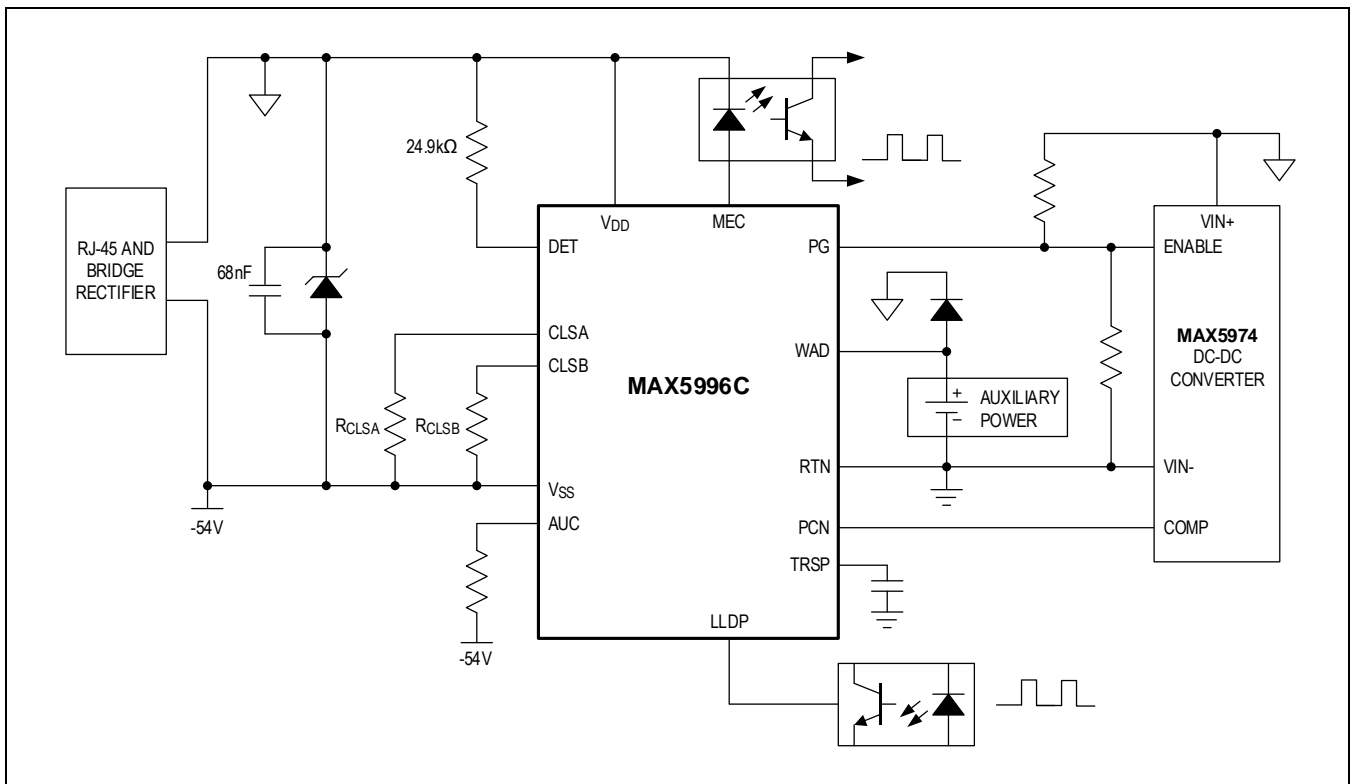 24.9kΩ
RJ-45 AND
BRIDGE
RECTIFIER
68nF
VDD
MEC
DET
CLSA
CLSB
RCLSA
RCLSB
VSS
-54V
AUC
-54V
MAX5996C
LLDP
PG
WAD
RTN
PCN
TRSP
+
AUXILIARY
POWER
−
VIN+
ENABLE
MAX5974
DC-DC
CONVERTER
VIN-
COMP